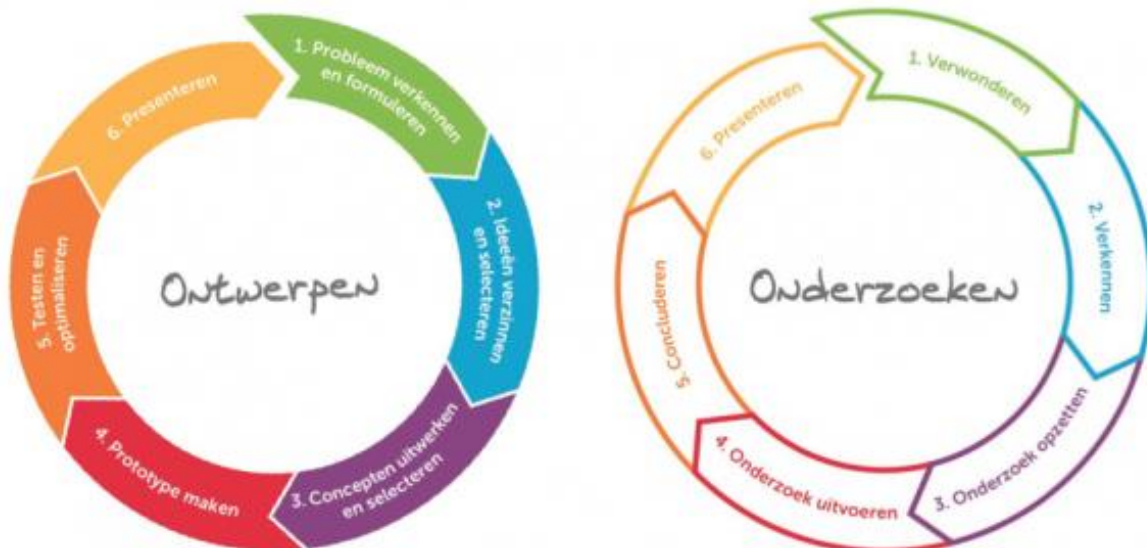 1. Probleem verkennen
en formuleren
2. Ideeën verzinnen
en selecteren
3. Concepten uitwerken
en selecteren
4. Prototype maken
5. Testen en
optimaliseren
6. Presenteren
Ontwerpen
1. Verwonderen
2. Verkennen
3. Onderzoek opzetten
4. Onderzoek uitvoeren
5. Concluderen
6. Presenteren
Onderzoeken